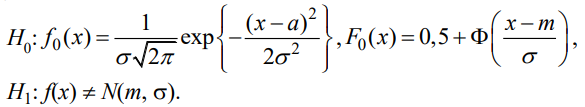 H₀: f₀(x) = 1/(σ√2π) exp{−(x−a)²/2σ²}, F₀(x) = 0,5 + Φ((x−m)/σ),
H₁: f(x) ≠ N(m, σ).